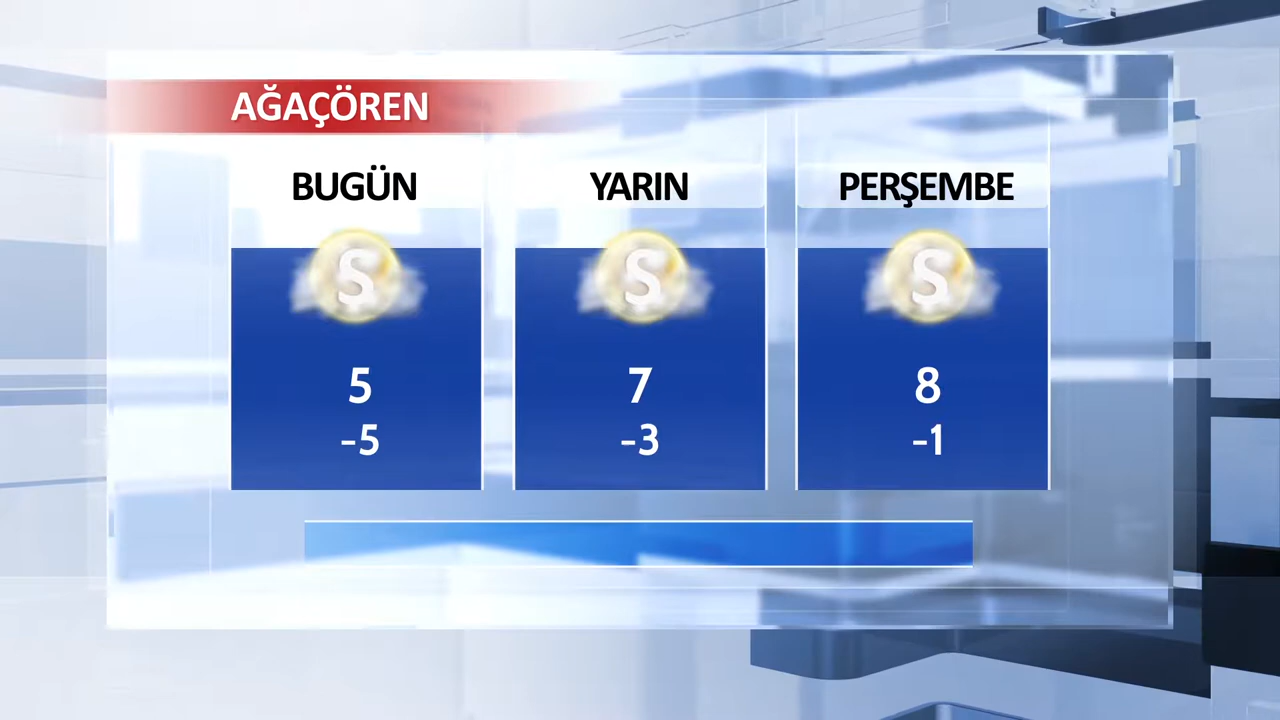 AĞAÇÖREN
BUGÜN YARIN PERŞEMBE
S S S
5 7 8
-5 -3 -1